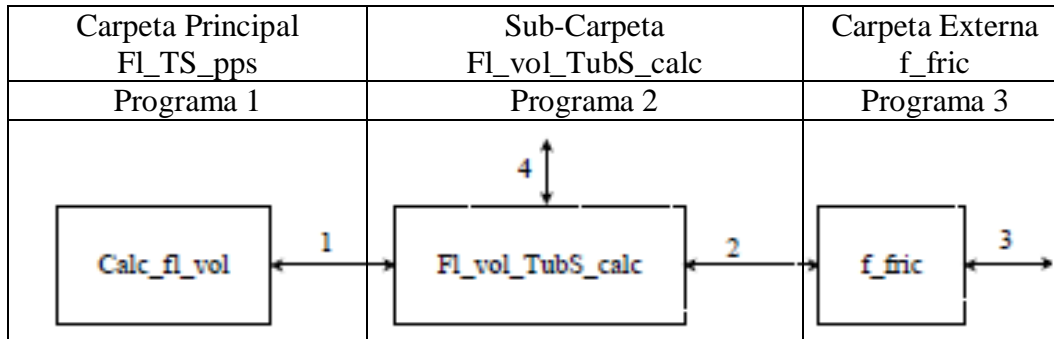 Carpeta Principal
Fl_TS_pps
Sub-Carpeta
Fl_vol_TubS_calc
Carpeta Externa
f_fric
Programa 1
Programa 2
Programa 3
4
Calc_fl_vol
1
Fl_vol_TubS_calc
2
f_fric
3